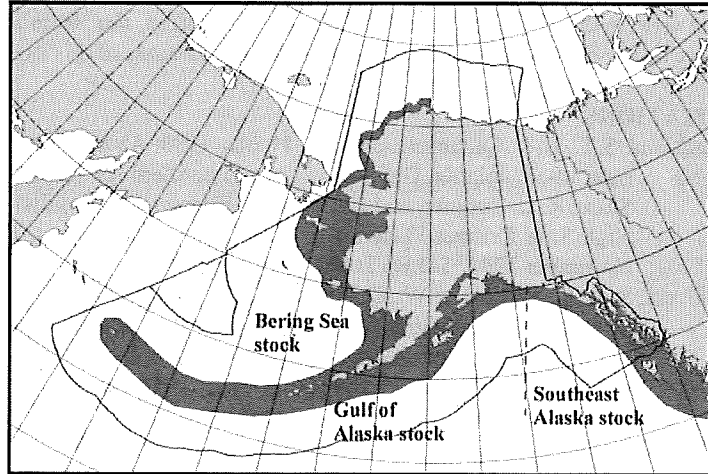 Bering Sea
stock
Gulf of
Alaska stock
Southeast
Alaska stock